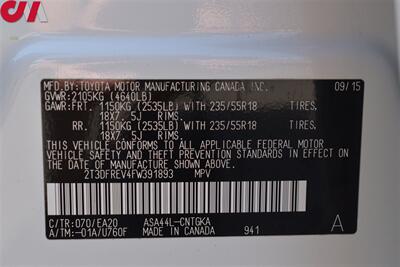 CIA
MFD.BY:TOYOTA MOTOR MANUFACTURING CANADA INC.
GVWR:2105KG (4640LB) 09/15
GAWR:FRT. 1150KG (2535LB) WITH 235/55R18 TIRES.
18X7. 5J RIMS.
RR. 1150KG (2535LB) WITH 235/55R18 TIRES.
18X7. 5J RIMS.
THIS VEHICLE CONFORMS TO ALL APPLICABLE FEDERAL MOTOR
VEHICLE SAFETY AND BUMPER STANDARDS IN EFFECT ON
THE DATE OF MANUFACTURE SHOWN ABOVE.
2T3DFREV4FW391893 MPV
C/TR:070/EA20 ASA44L-CNTGKA
A/TM:-01A/U760F MADE IN CANADA 941 A